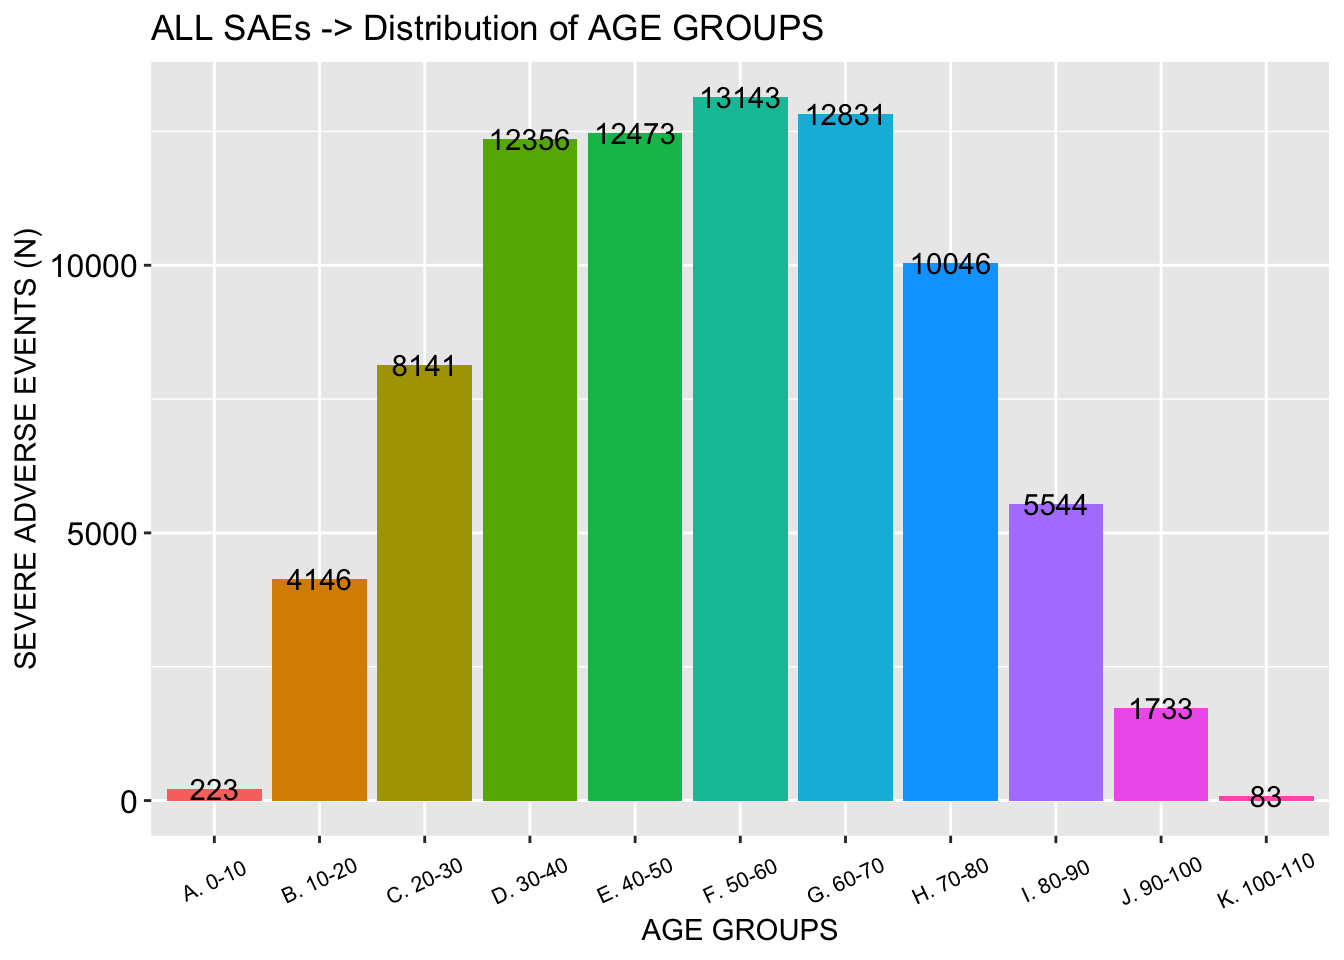 ALL SAEs -> Distribution of AGE GROUPS
SEVERE ADVERSE EVENTS (N)
10000
5000
0
223
4146
8141
12356
12473
13143
12831
10046
5544
1733
83
A. 0-10
B. 10-20
C. 20-30
D. 30-40
E. 40-50
F. 50-60
G. 60-70
H. 70-80
I. 80-90
J. 90-100
K. 100-110
AGE GROUPS